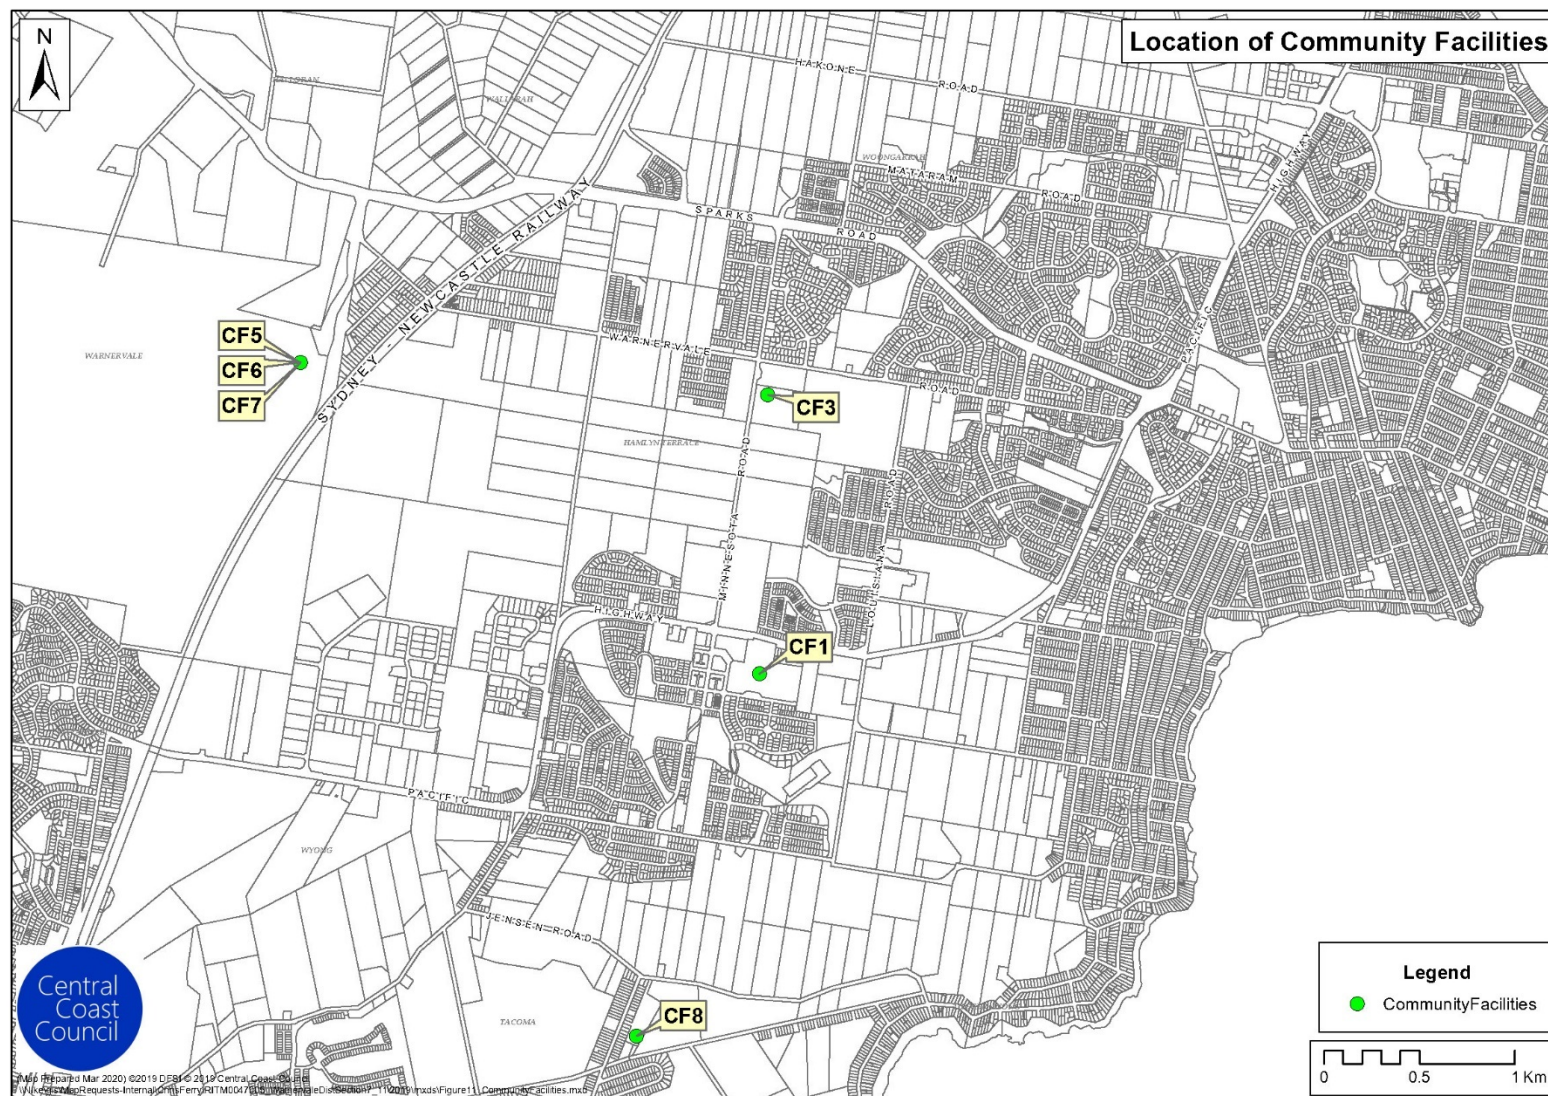 Location of Community Facilities
N
HAKONE ROAD
WALLARAH
WOONGARRAH
MATARAM ROAD
HIGHWAY
SPARKS ROAD
SYDNEY - NEWCASTLE RAILWAY
PACIFIC
WARNERVALE ROAD
WARNERVALE
CF5
CF6
CF7
CF3
HAMLYN TERRACE
MINNESOTA ROAD
LOUISIANA ROAD
HIGHWAY
CF1
PACIFIC
WYONG
JENSEN ROAD
TACOMA
CF8
Central
Coast
Council
Legend
CommunityFacilities
0 0.5 1 Km
(Map Prepared Mar 2020) ©2019 DFSI © 2019 Central Coast Council